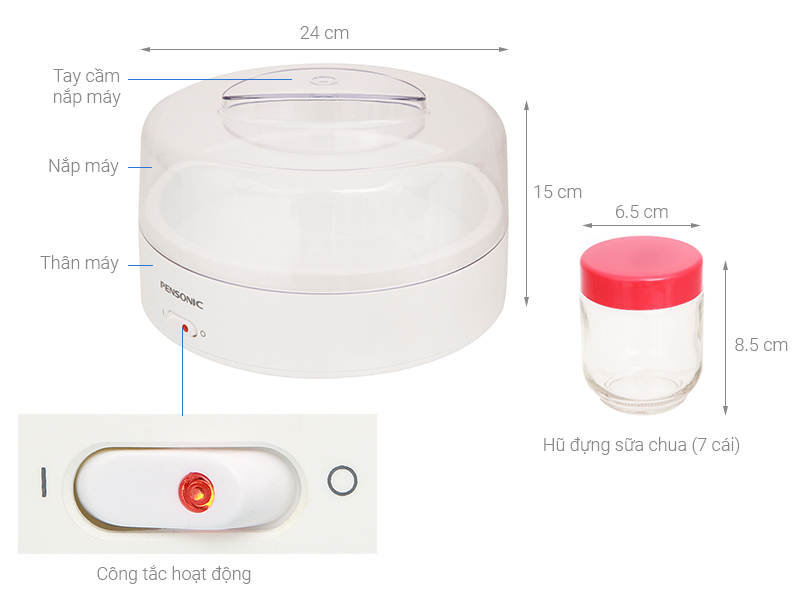 24 cm
Tay cầm
nắp máy
Nắp máy
15 cm
6.5 cm
Thân máy
PENSONIC
8.5 cm
Hũ đựng sữa chua (7 cái)
Công tắc hoạt động